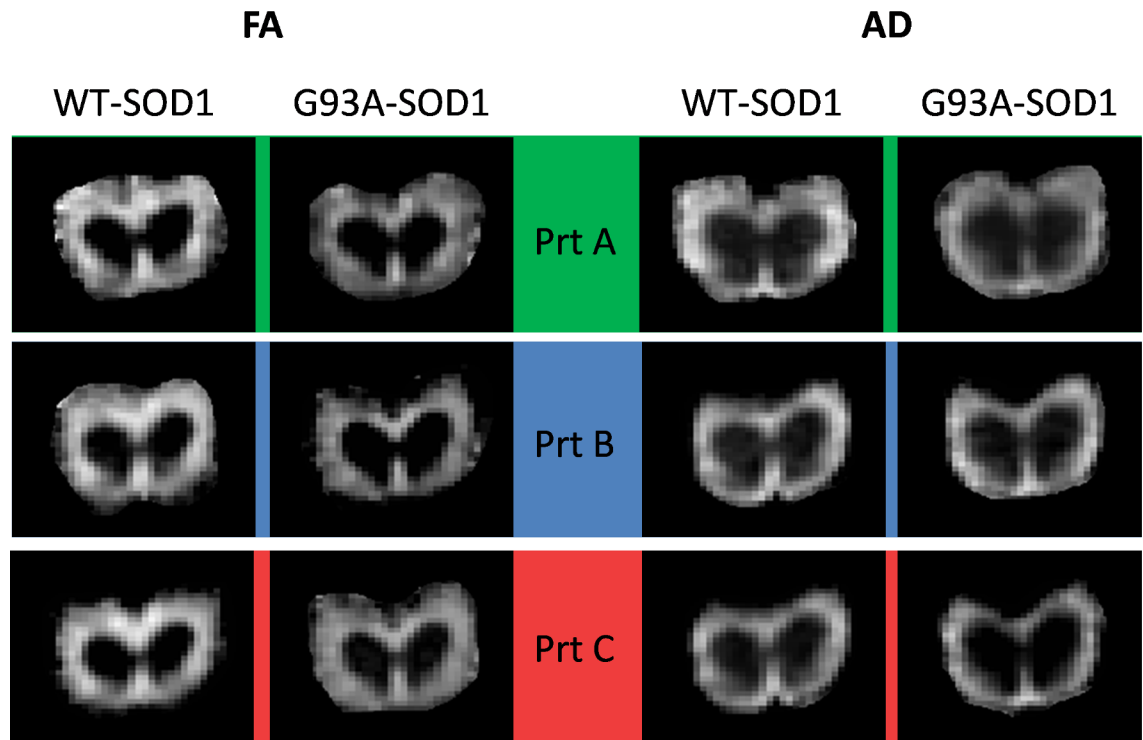 FA AD
WT-SOD1 G93A-SOD1 WT-SOD1 G93A-SOD1
Prt A
Prt B
Prt C